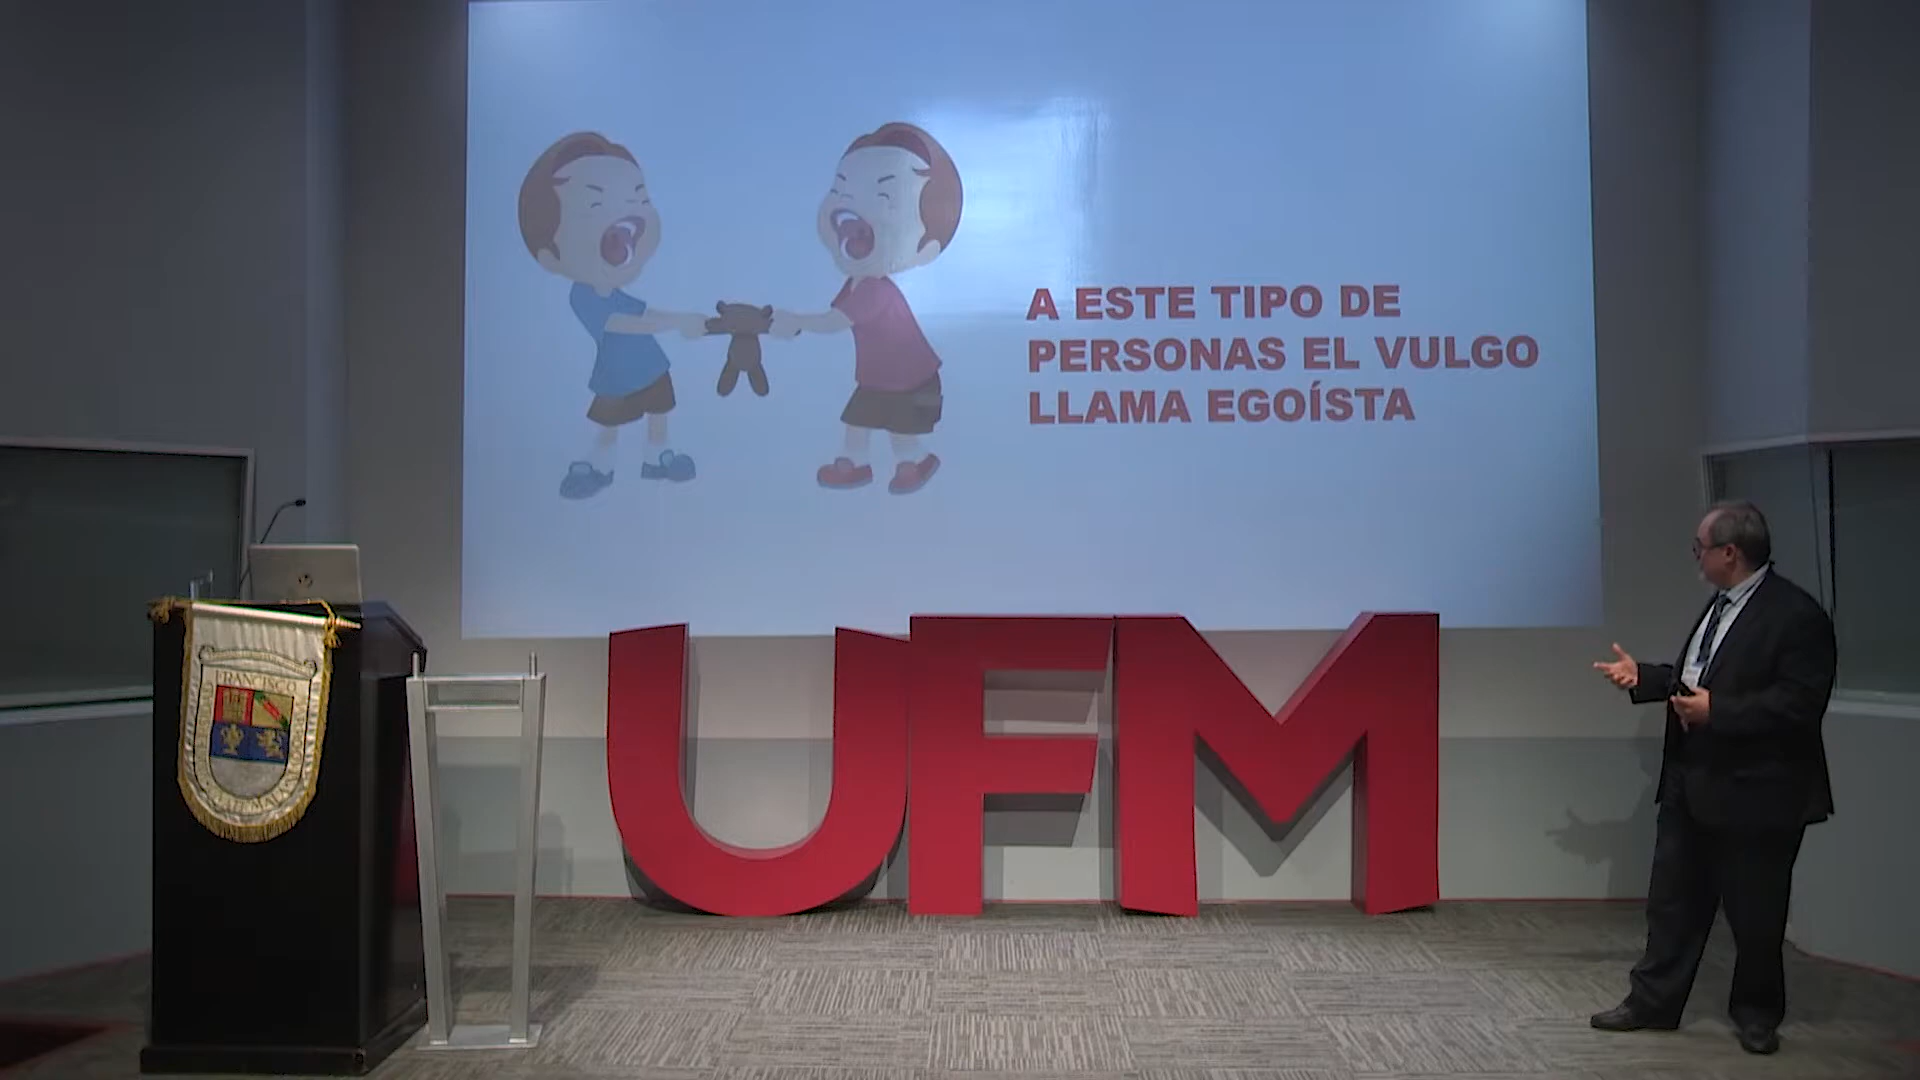 A ESTE TIPO DE
PERSONAS EL VULGO
LLAMA EGOÍSTA
UFM
FRANCISCO